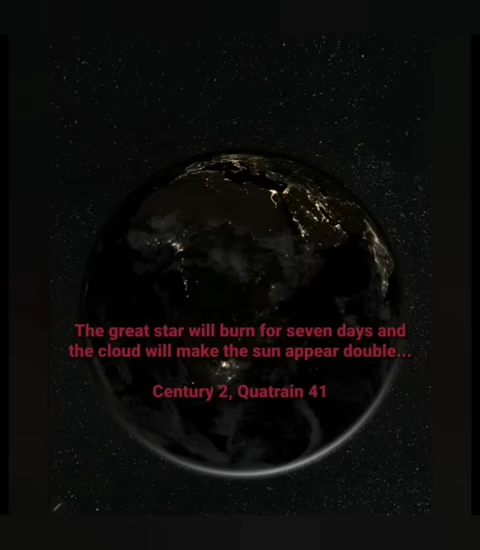 The great star will burn for seven days and
the cloud will make the sun appear double...
Century 2, Quatrain 41